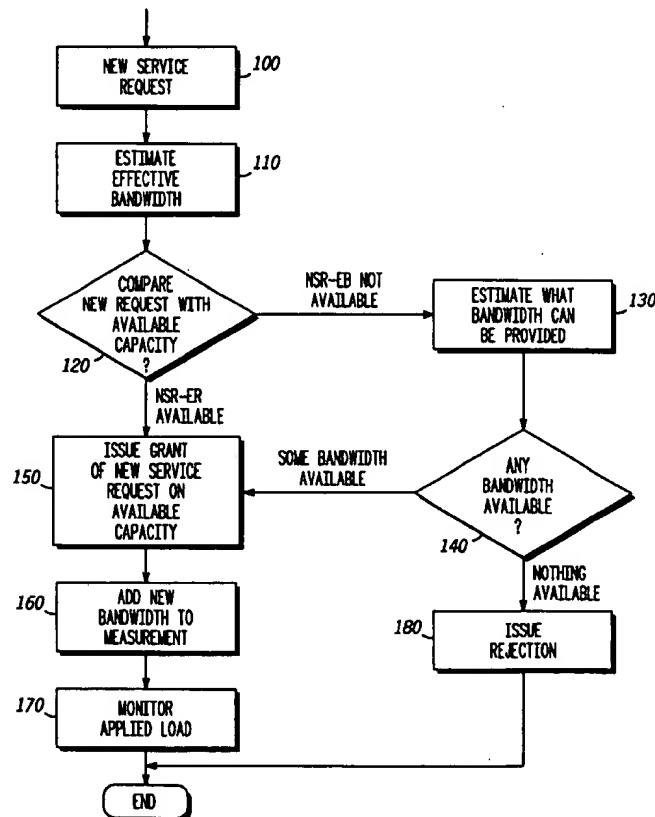 NEW SERVICE
REQUEST
100
ESTIMATE
EFFECTIVE
BANDWIDTH
110
COMPARE
NEW REQUEST WITH
AVAILABLE
CAPACITY
?
120
NSR-EB NOT
AVAILABLE
ESTIMATE WHAT
BANDWIDTH CAN
BE PROVIDED
130
NSR-ER
AVAILABLE
ISSUE GRANT
OF NEW SERVICE
REQUEST ON
AVAILABLE
CAPACITY
150
SOME BANDWIDTH
AVAILABLE
ANY
BANDWIDTH
AVAILABLE
?
140
NOTHING
AVAILABLE
160
ADD NEW
BANDWIDTH TO
MEASUREMENT
180
ISSUE
REJECTION
170
MONITOR
APPLIED LOAD
END